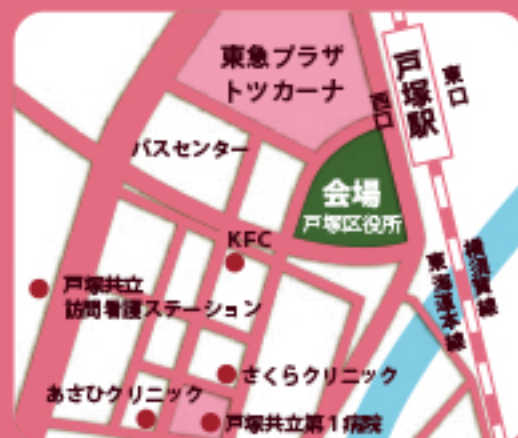 東急プラザ
トツカーナ
戸塚駅
東口
西口
バスセンター
会場
戸塚区役所
KFC
戸塚共立
訪問看護ステーション
東海道本線
横須賀線
さくらクリニック
あさひクリニック
戸塚共立第1病院